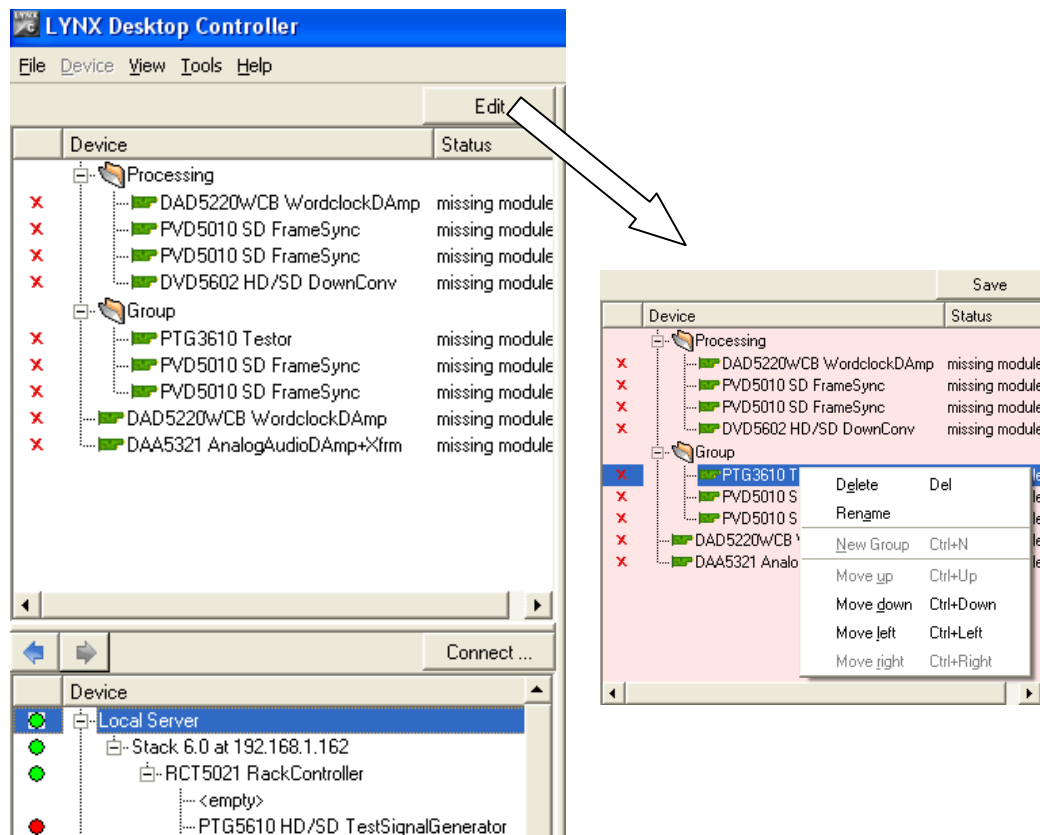 LYNX Desktop Controller
File Device View Tools Help
Edit
Device Status
Processing
DAD5220WCB WordclockDAmp missing module
PVD5010 SD FrameSync missing module
PVD5010 SD FrameSync missing module
DVD5602 HD/SD DownConv missing module
Group
PTG3610 Testor missing module
PVD5010 SD FrameSync missing module
PVD5010 SD FrameSync missing module
DAD5220WCB WordclockDAmp missing module
DAA5321 AnalogAudioDAmp+Xfrm missing module
Connect ...
Device
Local Server
Stack 6.0 at 192.168.1.162
RCT5021 RackController
<empty>
PTG5610 HD/SD TestSignalGenerator
Save
Device Status
Processing
DAD5220WCB WordclockDAmp missing module
PVD5010 SD FrameSync missing module
PVD5010 SD FrameSync missing module
DVD5602 HD/SD DownConv missing module
Group
PTG3610 T
PVD5010 S
PVD5010 S
DAD5220WCB
DAA5321 Analo
Delete Del
Rename
New Group Ctrl+N
Move up Ctrl+Up
Move down Ctrl+Down
Move left Ctrl+Left
Move right Ctrl+Right